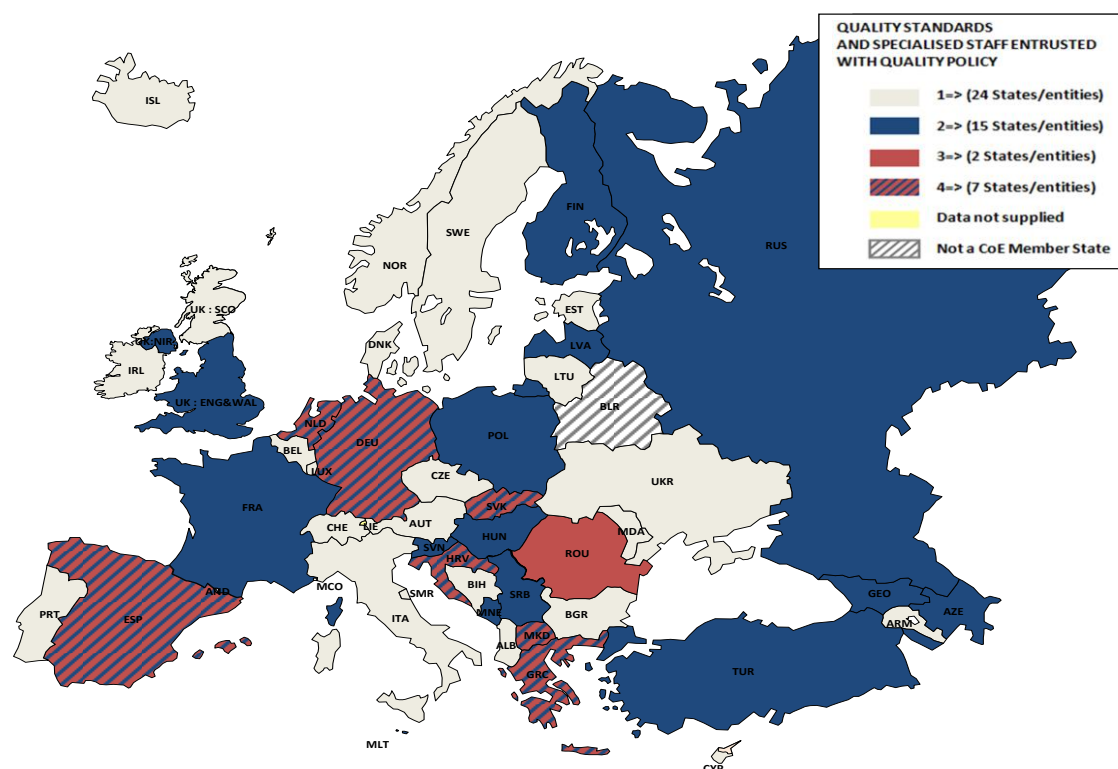 QUALITY STANDARDS
AND SPECIALISED STAFF ENTRUSTED
WITH QUALITY POLICY
1=> (24 States/entities)
2=> (15 States/entities)
3=> (2 States/entities)
4=> (7 States/entities)
Data not supplied
Not a CoE Member State
ISL
RUS
FIN
SWE
NOR
UK : SCO
EST
UK:NIR
DNK
LVA
IRL
LTU
UK : ENG&WAL
BLR
NLD
POL
DEU
BEL
LUX
CZE
UKR
FRA
SVK
CHE
LIE
AUT
MDA
HUN
SVN
ROU
HRV
MCO
BIH
AND
SMR
SRB
GEO
PRT
ESP
ITA
MNE
BGR
AZE
ARM
MKD
ALB
GRC
TUR
MLT
CYP